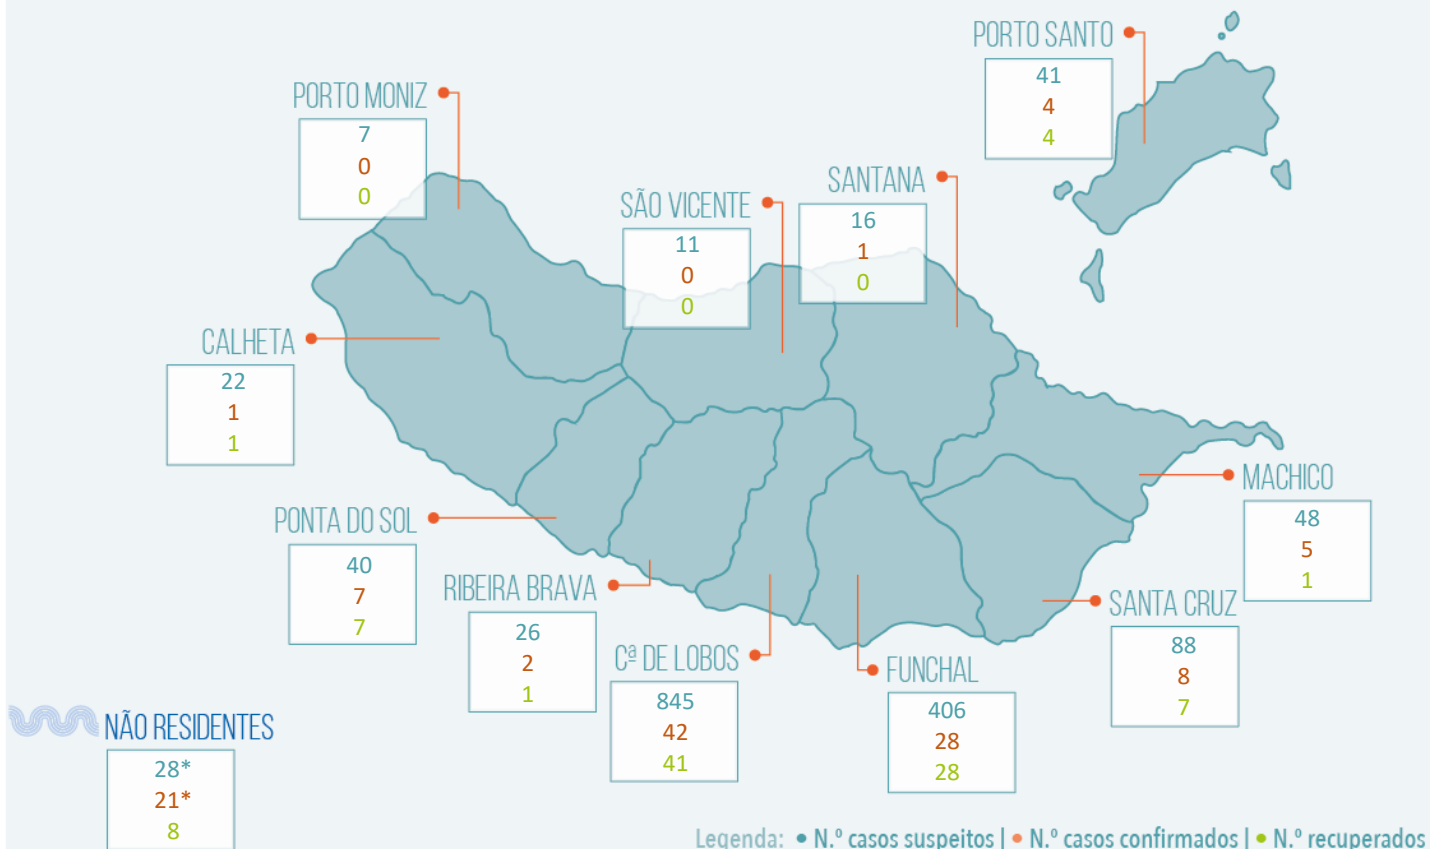 PORTO SANTO
41
4
4
PORTO MONIZ
7
0
0
SANTANA
16
1
0
SÃO VICENTE
11
0
0
CALHETA
22
1
1
MACHICO
48
5
1
PONTA DO SOL
40
7
7
RIBEIRA BRAVA
26
2
1
SANTA CRUZ
88
8
7
Cª DE LOBOS
845
42
41
FUNCHAL
406
28
28
NÃO RESIDENTES
28*
21*
8
Legenda: • N.º casos suspeitos | • N.º casos confirmados | • N.º recuperados